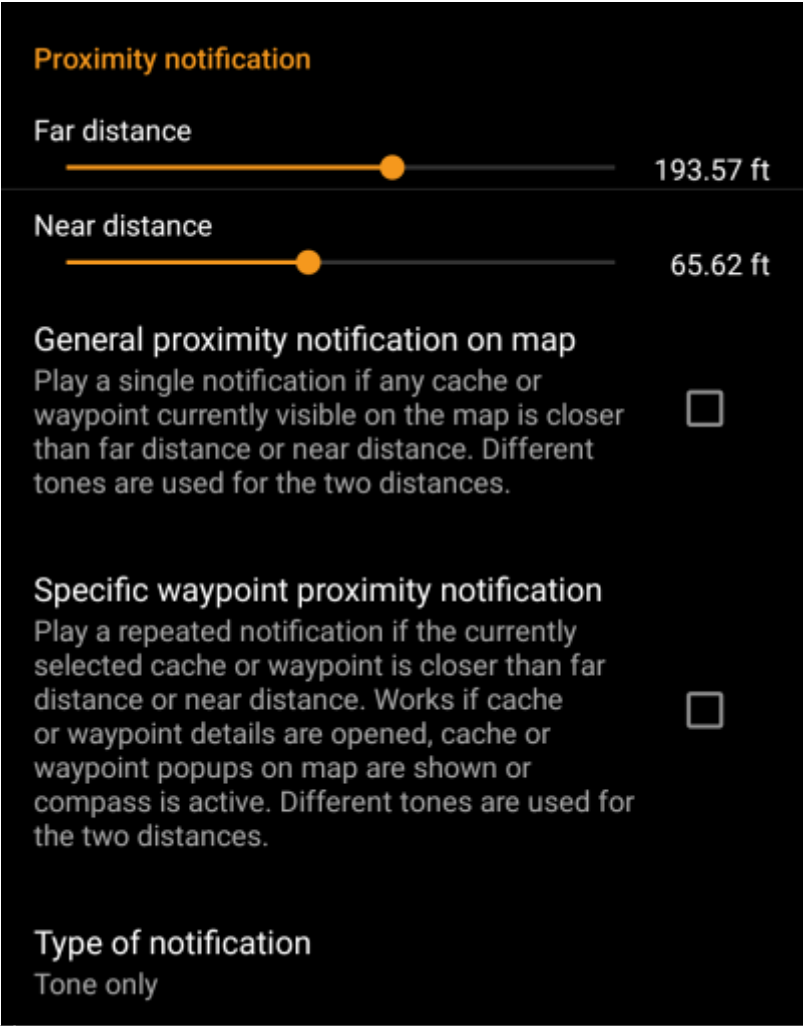 Proximity notification
Far distance
193.57 ft
Near distance
65.62 ft
General proximity notification on map
Play a single notification if any cache or
waypoint currently visible on the map is closer
than far distance or near distance. Different
tones are used for the two distances.
Specific waypoint proximity notification
Play a repeated notification if the currently
selected cache or waypoint is closer than far
distance or near distance. Works if cache
or waypoint details are opened, cache or
waypoint popups on map are shown or
compass is active. Different tones are used for
the two distances.
Type of notification
Tone only